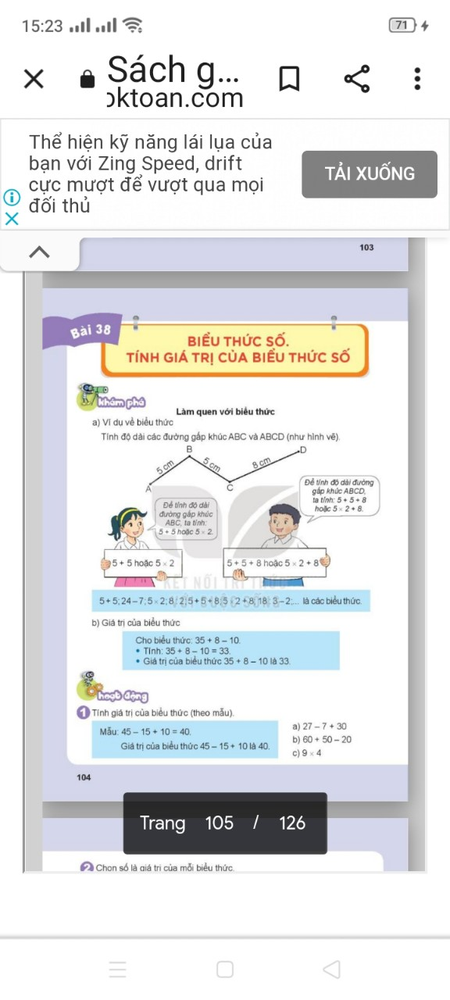 15:23
71
Sách g...
oktoan.com
Thể hiện kỹ năng lái lụa của
bạn với Zing Speed, drift
cực mượt để vượt qua mọi
đối thủ
TẢI XUỐNG
103
Bài 38
BIỂU THỨC SỐ.
TÍNH GIÁ TRỊ CỦA BIỂU THỨC SỐ
khám phá
Làm quen với biểu thức
a) Ví dụ về biểu thức
Tính độ dài các đường gấp khúc ABC và ABCD (như hình vẽ).
B
D
5 cm
5 cm
8 cm
A
C
Để tính độ dài đường
gấp khúc ABCD,
ta tính: 5 + 5 + 8
hoặc 5 × 2 + 8.
Để tính độ dài
đường gấp khúc
ABC, ta tính:
5 + 5 hoặc 5 × 2.
5 + 5 hoặc 5 × 2
5 + 5 + 8 hoặc 5 × 2 + 8
KẾT NỐI TRI THỨC
VỚI CUỘC SỐNG
5 + 5; 24 – 7; 5 × 2; 8 : 2; 5 + 5 + 8; 5 × 2 + 8; 18 : 3 – 2;... là các biểu thức.
b) Giá trị của biểu thức
Cho biểu thức: 35 + 8 – 10.
• Tính: 35 + 8 – 10 = 33.
• Giá trị của biểu thức 35 + 8 – 10 là 33.
hoạt động
1 Tính giá trị của biểu thức (theo mẫu).
Mẫu: 45 – 15 + 10 = 40.
Giá trị của biểu thức 45 – 15 + 10 là 40.
a) 27 – 7 + 30
b) 60 + 50 – 20
c) 9 × 4
104
Trang 105 / 126
2 Chọn số là giá trị của mỗi biểu thức.